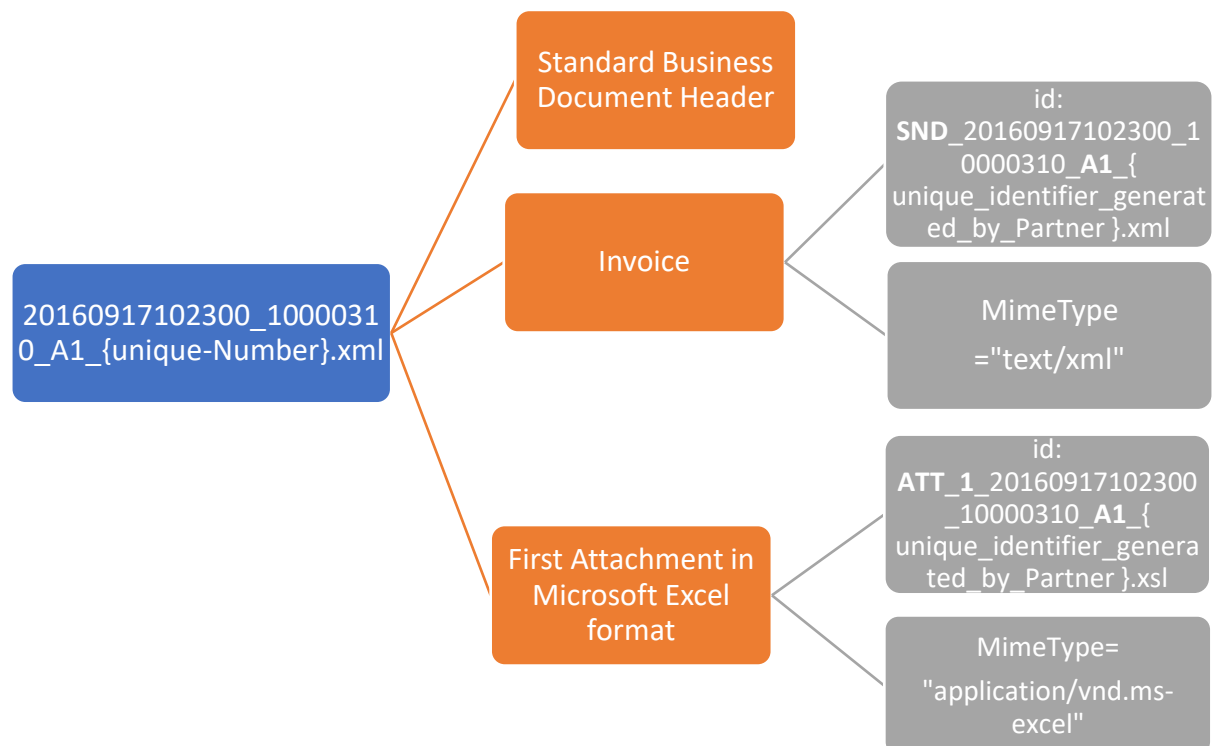 Standard Business
Document Header
id:
SND_20160917102300_1
0000310_A1_{
unique_identifier_generat
ed_by_Partner }.xml
Invoice
MimeType
="text/xml"
20160917102300_1000031
0_A1_{unique-Number}.xml
id:
ATT_1_20160917102300
_10000310_A1_{
unique_identifier_genera
ted_by_Partner }.xsl
First Attachment in
Microsoft Excel
format
MimeType=
"application/vnd.ms-
excel"